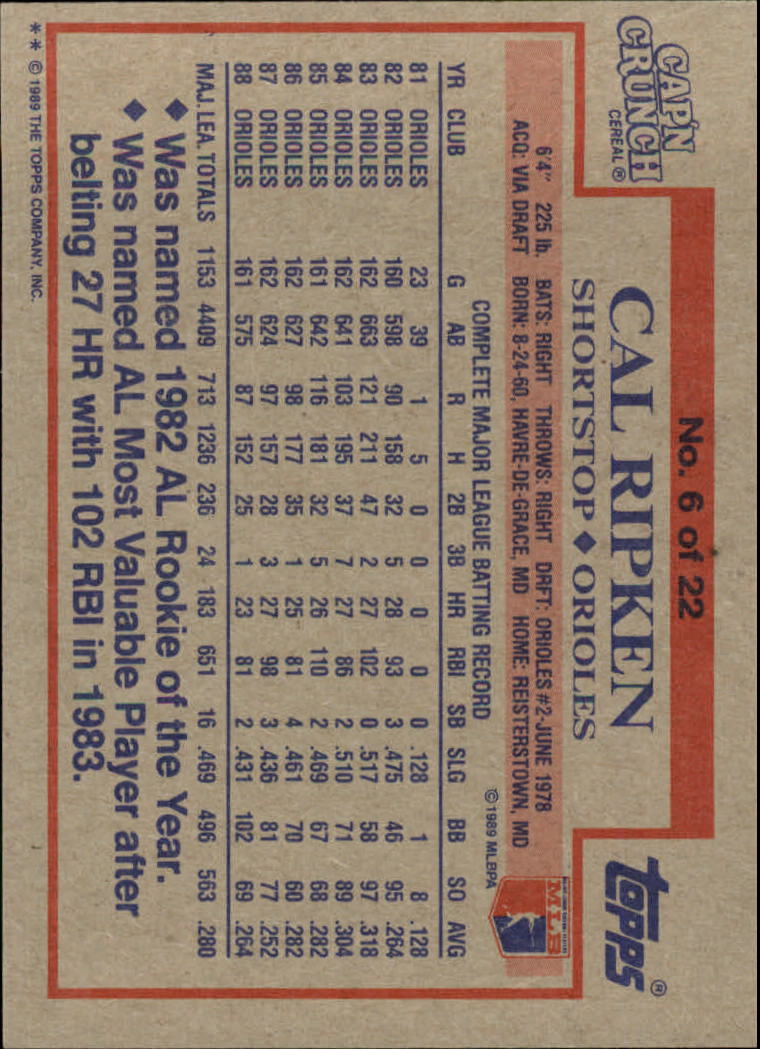 CAP'N
CRUNCH
CEREAL®
No. 6 of 22
CAL RIPKEN
SHORTSTOP ◆ ORIOLES
topps®
6'4" 225 lb. BATS: RIGHT THROWS: RIGHT DRFT: ORIOLES #2-JUNE 1978
ACQ: VIA DRAFT BORN: 8-24-60, HAVRE-DE-GRACE, MD HOME: REISTERSTOWN, MD
MLB
COMPLETE MAJOR LEAGUE BATTING RECORD ©1989 MLBPA
YR CLUB G AB R H 2B 3B HR RBI SB SLG BB SO AVG
81 ORIOLES 23 39 1 5 0 0 0 0 0 .128 1 8 .128
82 ORIOLES 160 598 90 158 32 5 28 93 3 .475 46 95 .264
83 ORIOLES 162 663 121 211 47 2 27 102 0 .517 58 97 .318
84 ORIOLES 162 641 103 195 37 7 27 86 2 .510 71 89 .304
85 ORIOLES 161 642 116 181 32 5 26 110 2 .469 67 68 .282
86 ORIOLES 162 627 98 177 35 1 25 81 4 .461 70 60 .282
87 ORIOLES 162 624 97 157 28 3 27 98 3 .436 81 77 .252
88 ORIOLES 161 575 87 152 25 1 23 81 2 .431 102 69 .264
MAJ. LEA. TOTALS 1153 4409 713 1236 236 24 183 651 16 .469 496 563 .280
◆ Was named 1982 AL Rookie of the Year.
◆ Was named AL Most Valuable Player after
belting 27 HR with 102 RBI in 1983.
** © 1989 THE TOPPS COMPANY, INC.